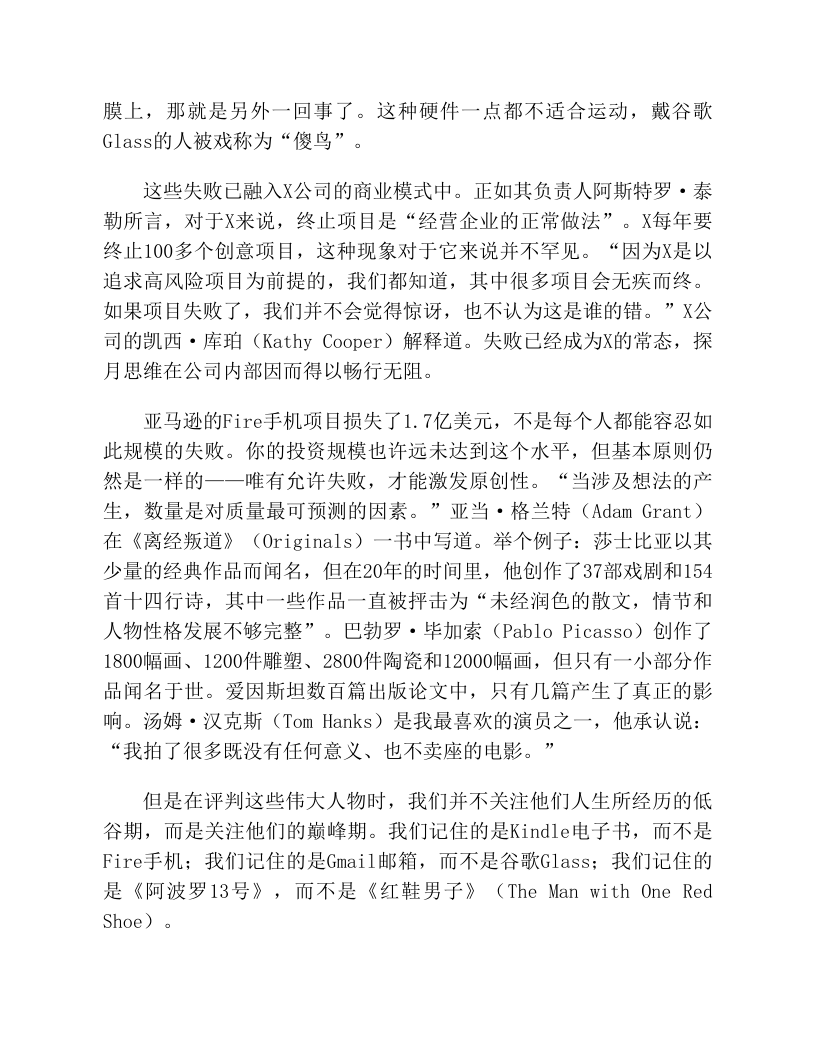 膜上，那就是另外一回事了。这种硬件一点都不适合运动，戴谷歌
Glass的人被戏称为“傻鸟”。
这些失败已融入X公司的商业模式中。正如其负责人阿斯特罗·泰
勒所言，对于X来说，终止项目是“经营企业的正常做法”。X每年要
终止100多个创意项目，这种现象对于它来说并不罕见。“因为X是以
追求高风险项目为前提的，我们都知道，其中很多项目会无疾而终。
如果项目失败了，我们并不会觉得惊讶，也不认为这是谁的错。”X公
司的凯西·库珀（Kathy Cooper）解释道。失败已经成为X的常态，探
月思维在公司内部因而得以畅行无阻。
亚马逊的Fire手机项目损失了1.7亿美元，不是每个人都能容忍如
此规模的失败。你的投资规模也许远未达到这个水平，但基本原则仍
然是一样的——唯有允许失败，才能激发原创性。“当涉及想法的产
生，数量是对质量最可预测的因素。”亚当·格兰特（Adam Grant）
在《离经叛道》（Originals）一书中写道。举个例子：莎士比亚以其
少量的经典作品而闻名，但在20年的时间里，他创作了37部戏剧和154
首十四行诗，其中一些作品一直被抨击为“未经润色的散文，情节和
人物性格发展不够完整”。巴勃罗·毕加索（Pablo Picasso）创作了
1800幅画、1200件雕塑、2800件陶瓷和12000幅画，但只有一小部分作
品闻名于世。爱因斯坦数百篇出版论文中，只有几篇产生了真正的影
响。汤姆·汉克斯（Tom Hanks）是我最喜欢的演员之一，他承认说：
“我拍了很多既没有任何意义、也不卖座的电影。”
但是在评判这些伟大人物时，我们并不关注他们人生所经历的低
谷期，而是关注他们的巅峰期。我们记住的是Kindle电子书，而不是
Fire手机；我们记住的是Gmail邮箱，而不是谷歌Glass；我们记住的
是《阿波罗13号》，而不是《红鞋男子》（The Man with One Red
Shoe）。